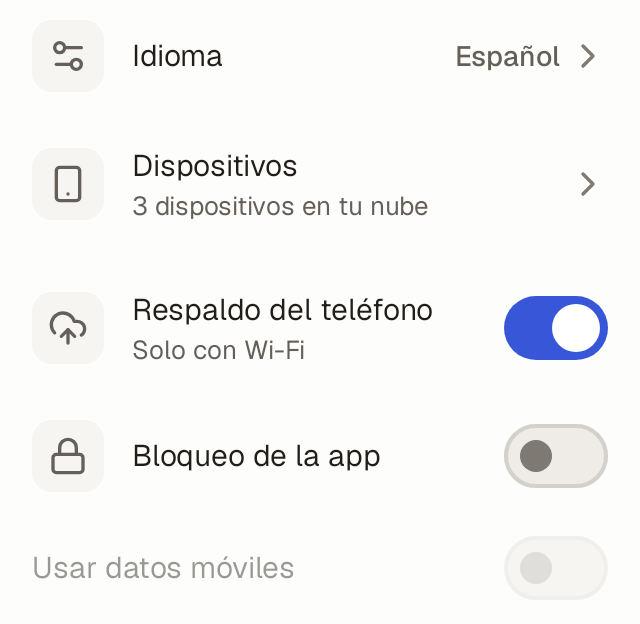 Idioma
Español
Dispositivos
3 dispositivos en tu nube
Respaldo del teléfono
Solo con Wi-Fi
Bloqueo de la app
Usar datos móviles